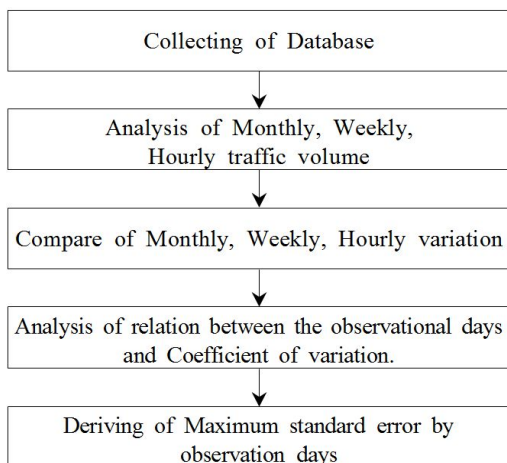 Collecting of Database
Analysis of Monthly, Weekly,
Hourly traffic volume
Compare of Monthly, Weekly, Hourly variation
Analysis of relation between the observational days
and Coefficient of variation.
Deriving of Maximum standard error by
observation days